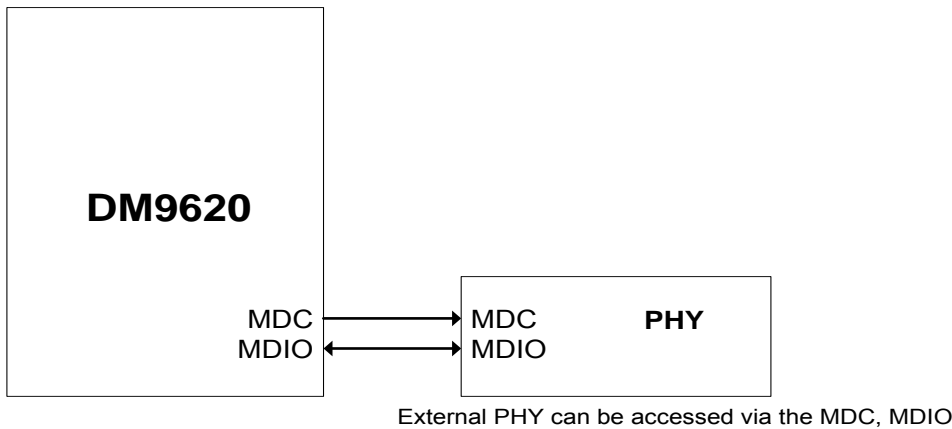 DM9620
MDC
MDIO
MDC
MDIO
PHY
External PHY can be accessed via the MDC, MDIO